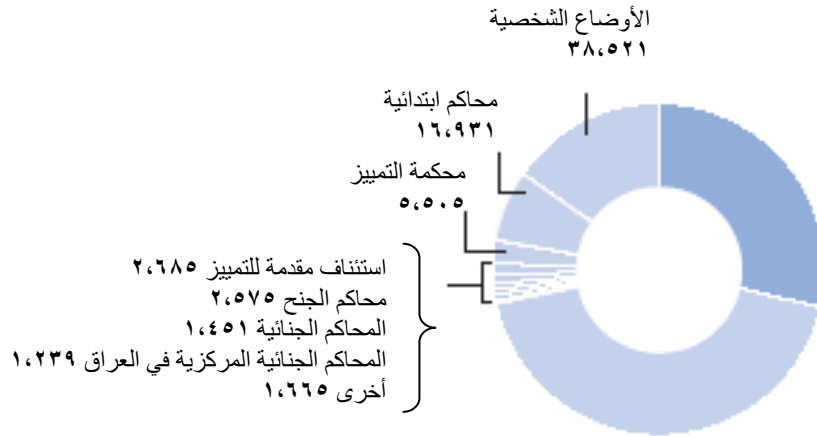 الأوضاع الشخصية
٣٨،٥٢١
محاكم ابتدائية
١٦،٩٣١
محكمة التمييز
٥،٥٠٥
استئناف مقدمة للتمييز ٢،٦٨٥
محاكم الجنح ٢،٥٧٥
المحاكم الجنائية ١،٤٥١
المحاكم الجنائية المركزية في العراق ١،٢٣٩
أخرى ١،٦٦٥